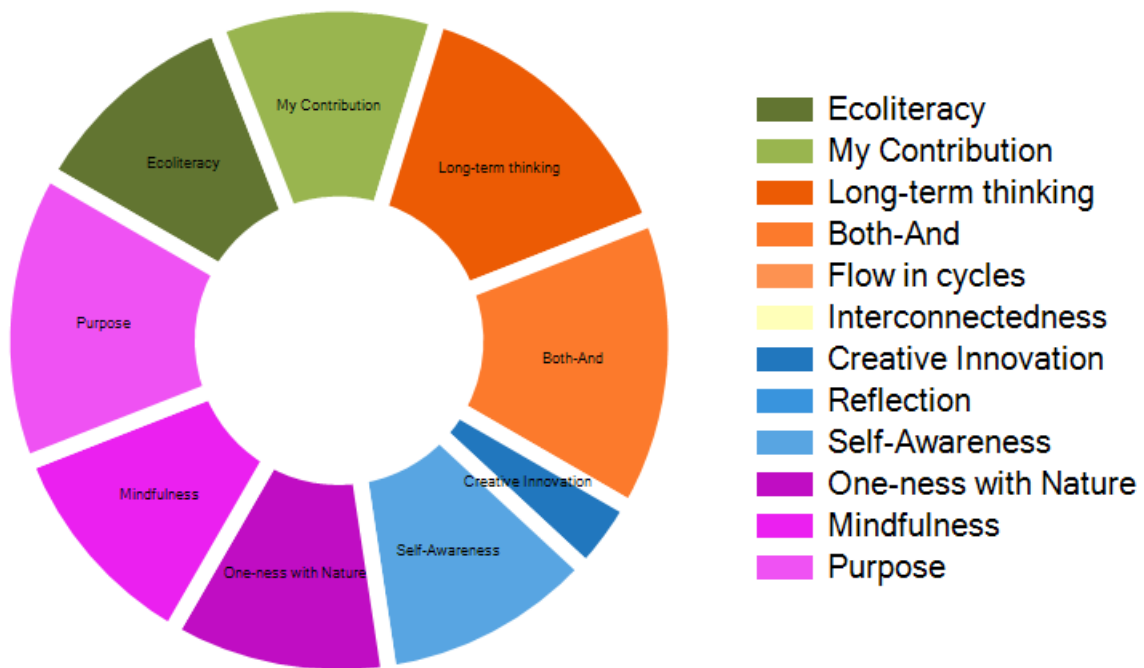 My Contribution
Ecoliteracy
Long-term thinking
Purpose
Both-And
Mindfulness
Creative Innovation
Self-Awareness
One-ness with Nature
Ecoliteracy
My Contribution
Long-term thinking
Both-And
Flow in cycles
Interconnectedness
Creative Innovation
Reflection
Self-Awareness
One-ness with Nature
Mindfulness
Purpose